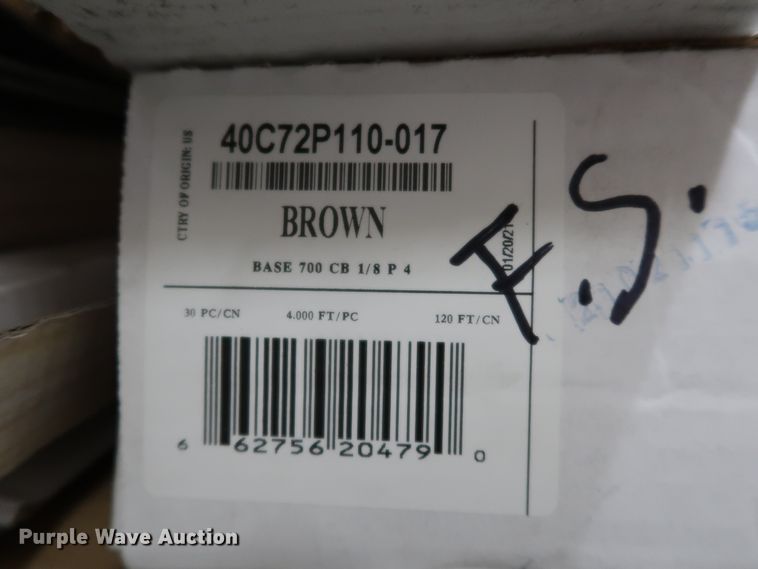 40C72P110-017
CTRY OF ORIGIN: US
BROWN
BASE 700 CB 1/8 P 4
01/20/21
F.S.
30 PC/CN 4.000 FT/PC 120 FT/CN
6 62756 20479 0
Purple Wave Auction